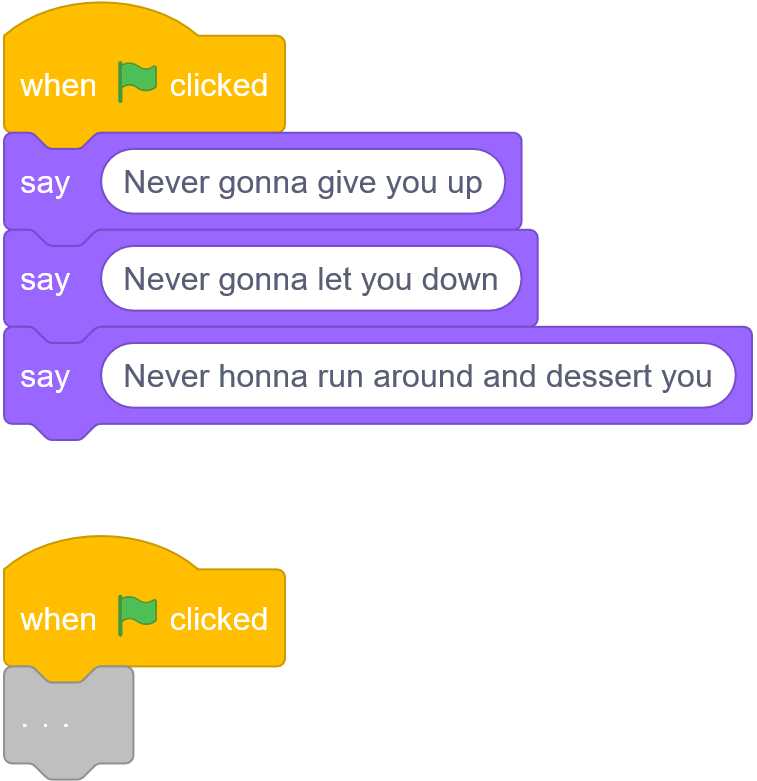 when clicked
say Never gonna give you up
say Never gonna let you down
say Never honna run around and dessert you
when clicked
. . .